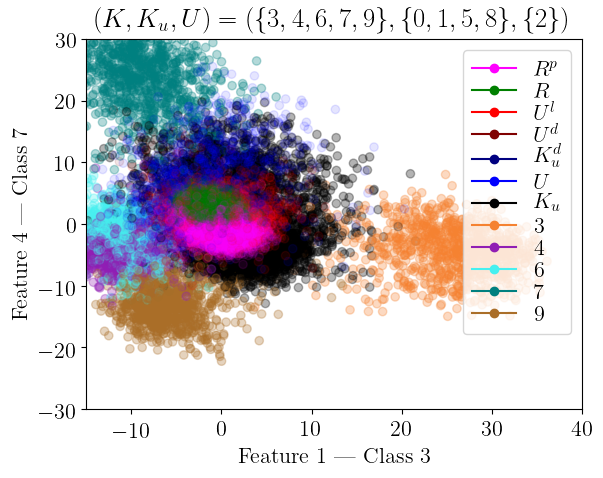 (K, K_u, U) = ({3, 4, 6, 7, 9}, {0, 1, 5, 8}, {2})
Feature 4 — Class 7
30
20
10
0
−10
−20
−30
R^p
R
U^l
U^d
K_u^d
U
K_u
3
4
6
7
9
−10
0
10
20
30
40
Feature 1 — Class 3